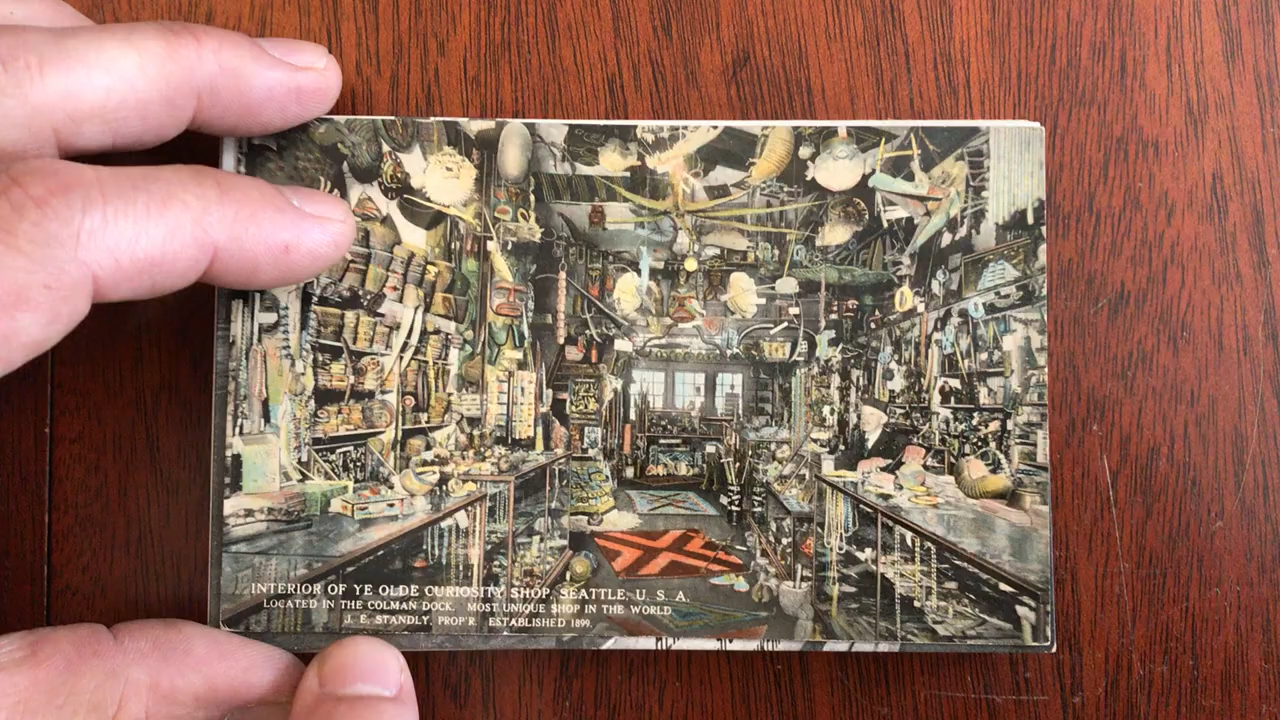 INTERIOR OF YE OLDE CURIOSITY SHOP, SEATTLE, U. S. A.
LOCATED IN THE COLMAN DOCK. MOST UNIQUE SHOP IN THE WORLD
J. E. STANDLY, PROP'R. ESTABLISHED 1899.